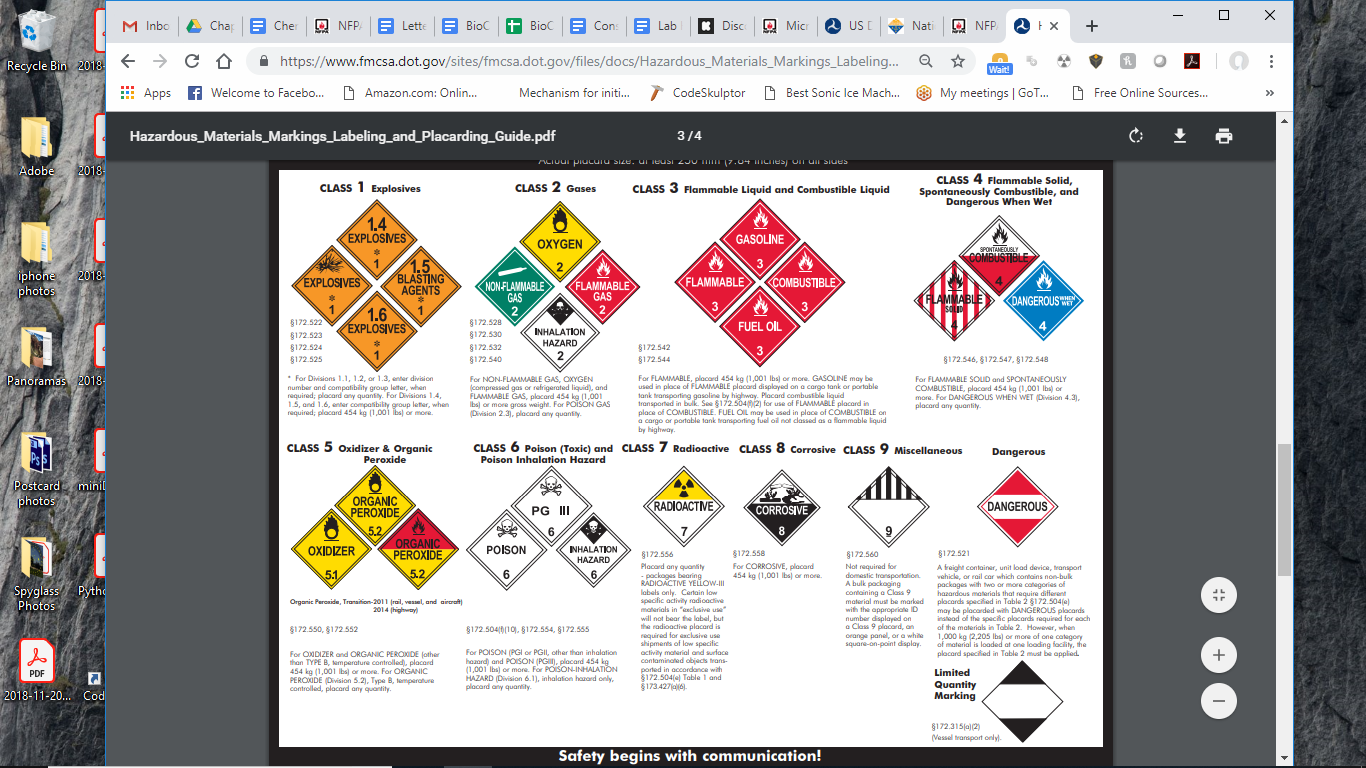 Inbo
Chap
Cher
NFP
Lette
BioC
BioC
Cons
Lab
Disc
Micr
US D
Nati
NFP
H
https://www.fmcsa.dot.gov/sites/fmcsa.dot.gov/files/docs/Hazardous_Materials_Markings_Labeling...
Wait!
Apps
Welcome to Facebo...
Amazon.com: Onlin...
Mechanism for initi...
CodeSkulptor
Best Sonic Ice Mach...
My meetings | GoT...
Free Online Sources...
»
Hazardous_Materials_Markings_Labeling_and_Placarding_Guide.pdf
3 / 4
Recycle Bin
2018-
Adobe
2018-
iphone
photos
2018-
Panoramas
2018-
Postcard
photos
miniD
Spyglass
Photos
Pytho
PDF
2018-11-20...
Cod
Actual placard size: at least 250 mm (9.84 inches) on all sides
CLASS 1 Explosives
1.4
EXPLOSIVES
*
1
EXPLOSIVES
*
1
1.5
BLASTING
AGENTS
*
1
1.6
EXPLOSIVES
*
1
§172.522
§172.523
§172.524
§172.525
* For Divisions 1.1, 1.2, or 1.3, enter division
number and compatibility group letter, when
required; placard any quantity. For Divisions 1.4,
1.5, and 1.6, enter compatibility group letter, when
required; placard 454 kg (1,001 lbs) or more.
CLASS 2 Gases
OXYGEN
2
NON-FLAMMABLE
GAS
2
FLAMMABLE
GAS
2
INHALATION
HAZARD
2
§172.528
§172.530
§172.532
§172.540
For NON-FLAMMABLE GAS, OXYGEN
(compressed gas or refrigerated liquid), and
FLAMMABLE GAS, placard 454 kg (1,001
lbs) or more gross weight. For POISON GAS
(Division 2.3), placard any quantity.
CLASS 3 Flammable Liquid and Combustible Liquid
GASOLINE
3
FLAMMABLE
3
COMBUSTIBLE
3
FUEL OIL
3
§172.542
§172.544
For FLAMMABLE, placard 454 kg (1,001 lbs) or more. GASOLINE may be
used in place of FLAMMABLE placard displayed on a cargo tank or portable
tank transporting gasoline by highway. Placard combustible liquid
transported in bulk. See §172.504(f)(2) for use of FLAMMABLE placard in
place of COMBUSTIBLE. FUEL OIL may be used in place of COMBUSTIBLE on
a cargo or portable tank transporting fuel oil not classed as a flammable liquid
by highway.
CLASS 4 Flammable Solid,
Spontaneously Combustible, and
Dangerous When Wet
SPONTANEOUSLY
COMBUSTIBLE
4
FLAMMABLE
SOLID
4
DANGEROUS WHEN WET
4
§172.546, §172.547, §172.548
For FLAMMABLE SOLID and SPONTANEOUSLY
COMBUSTIBLE, placard 454 kg (1,001 lbs) or
more. For DANGEROUS WHEN WET (Division 4.3),
placard any quantity.
CLASS 5 Oxidizer & Organic
Peroxide
ORGANIC
PEROXIDE
5.2
OXIDIZER
5.1
ORGANIC
PEROXIDE
5.2
Organic Peroxide, Transition-2011 (rail, vessel, and aircraft)
2014 (highway)
§172.550, §172.552
For OXIDIZER and ORGANIC PEROXIDE (other
than TYPE B, temperature controlled), placard
454 kg (1,001 lbs) or more. For ORGANIC
PEROXIDE (Division 5.2), Type B, temperature
controlled, placard any quantity.
CLASS 6 Poison (Toxic) and
Poison Inhalation Hazard
PG III
6
POISON
6
INHALATION
HAZARD
6
§172.504(f)(10), §172.554, §172.555
For POISON (PGI or PGII, other than inhalation
hazard) and POISON (PGIII), placard 454 kg
(1,001 lbs) or more. For POISON-INHALATION
HAZARD (Division 6.1), inhalation hazard only,
placard any quantity.
CLASS 7 Radioactive
RADIOACTIVE
7
§172.556
Placard any quantity
- packages bearing
RADIOACTIVE YELLOW-III
labels only. Certain low
specific activity radioactive
materials in “exclusive use”
will not bear the label, but
the radioactive placard is
required for exclusive use
shipments of low specific
activity material and surface
contaminated objects trans-
ported in accordance with
§172.504(e) Table 1 and
§173.427(a)(6).
CLASS 8 Corrosive
CORROSIVE
8
§172.558
For CORROSIVE, placard
454 kg (1,001 lbs) or more.
CLASS 9 Miscellaneous
9
§172.560
Not required for
domestic transportation.
A bulk packaging
containing a Class 9
material must be marked
with the appropriate ID
number displayed on
a Class 9 placard, an
orange panel, or a white
square-on-point display.
Dangerous
DANGEROUS
§172.521
A freight container, unit load device, transport
vehicle, or rail car which contains non-bulk
packages with two or more categories of
hazardous materials that require different
placards specified in Table 2 §172.504(e)
may be placarded with DANGEROUS placards
instead of the specific placards required for each
of the materials in Table 2. However, when
1,000 kg (2,205 lbs) or more of one category
of material is loaded at one loading facility, the
placard specified in Table 2 must be applied.
Limited
Quantity
Marking
§172.315(a)(2)
(Vessel transport only).
Safety begins with communication!